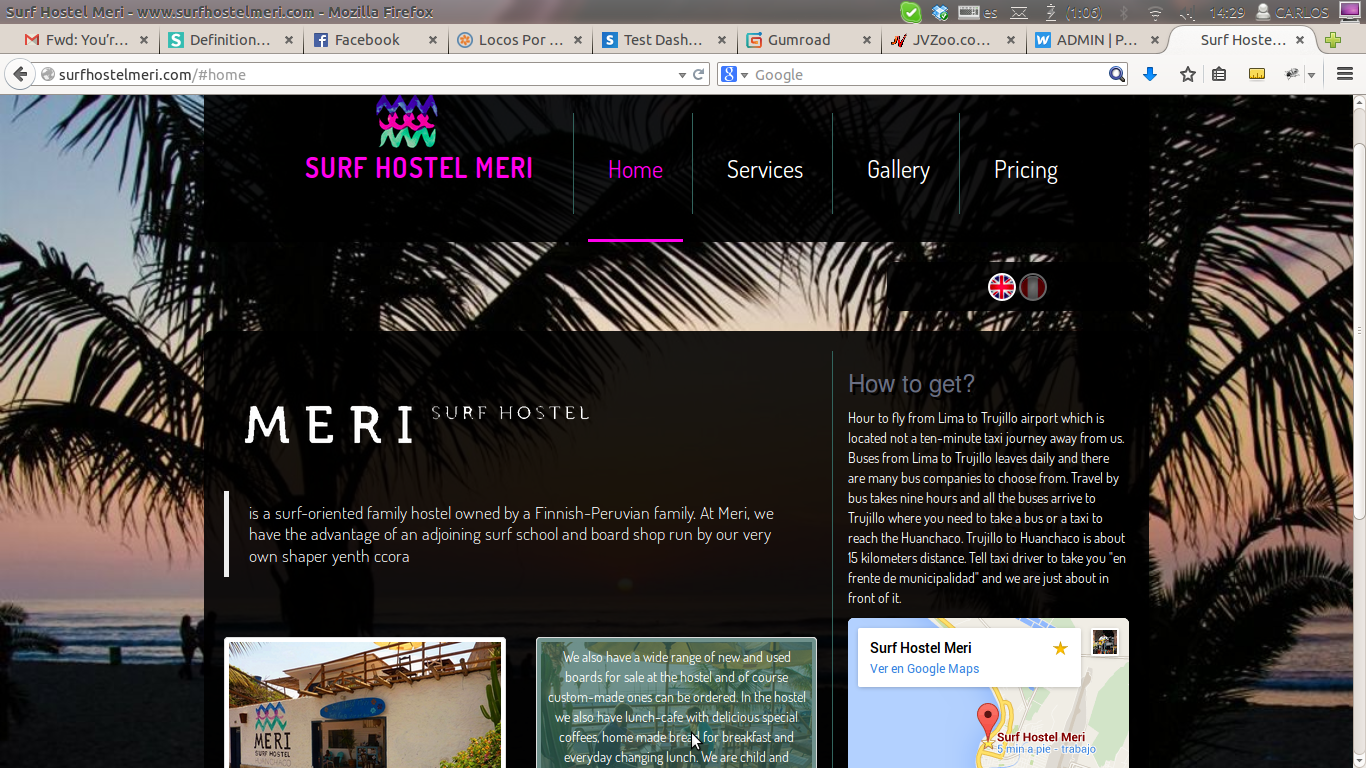 Surf Hostel Meri - www.surfhostelmeri.com - Mozilla Firefox
es (1:06) 14:29 CARLOS
Fwd: You'r... Definition... Facebook Locos Por ... Test Dash... Gumroad JVZoo.co... ADMIN | P... Surf Hoste...
surfhostelmeri.com/#home
Google
SURF HOSTEL MERI
Home
Services
Gallery
Pricing
MERI SURF HOSTEL
is a surf-oriented family hostel owned by a Finnish-Peruvian family. At Meri, we
have the advantage of an adjoining surf school and board shop run by our very
own shaper yenth ccora
MERI
HUANCHACO
We also have a wide range of new and used
boards for sale at the hostel and of course
custom-made ones can be ordered. In the hostel
we also have lunch-cafe with delicious special
coffees, home made bread for breakfast and
everyday changing lunch. We are child and
How to get?
Hour to fly from Lima to Trujillo airport which is
located not a ten-minute taxi journey away from us.
Buses from Lima to Trujillo leaves daily and there
are many bus companies to choose from. Travel by
bus takes nine hours and all the buses arrive to
Trujillo where you need to take a bus or a taxi to
reach the Huanchaco. Trujillo to Huanchaco is about
15 kilometers distance. Tell taxi driver to take you "en
frente de municipalidad" and we are just about in
front of it.
Surf Hostel Meri
Ver en Google Maps
Surf Hostel Meri
5 min a pie - trabajo